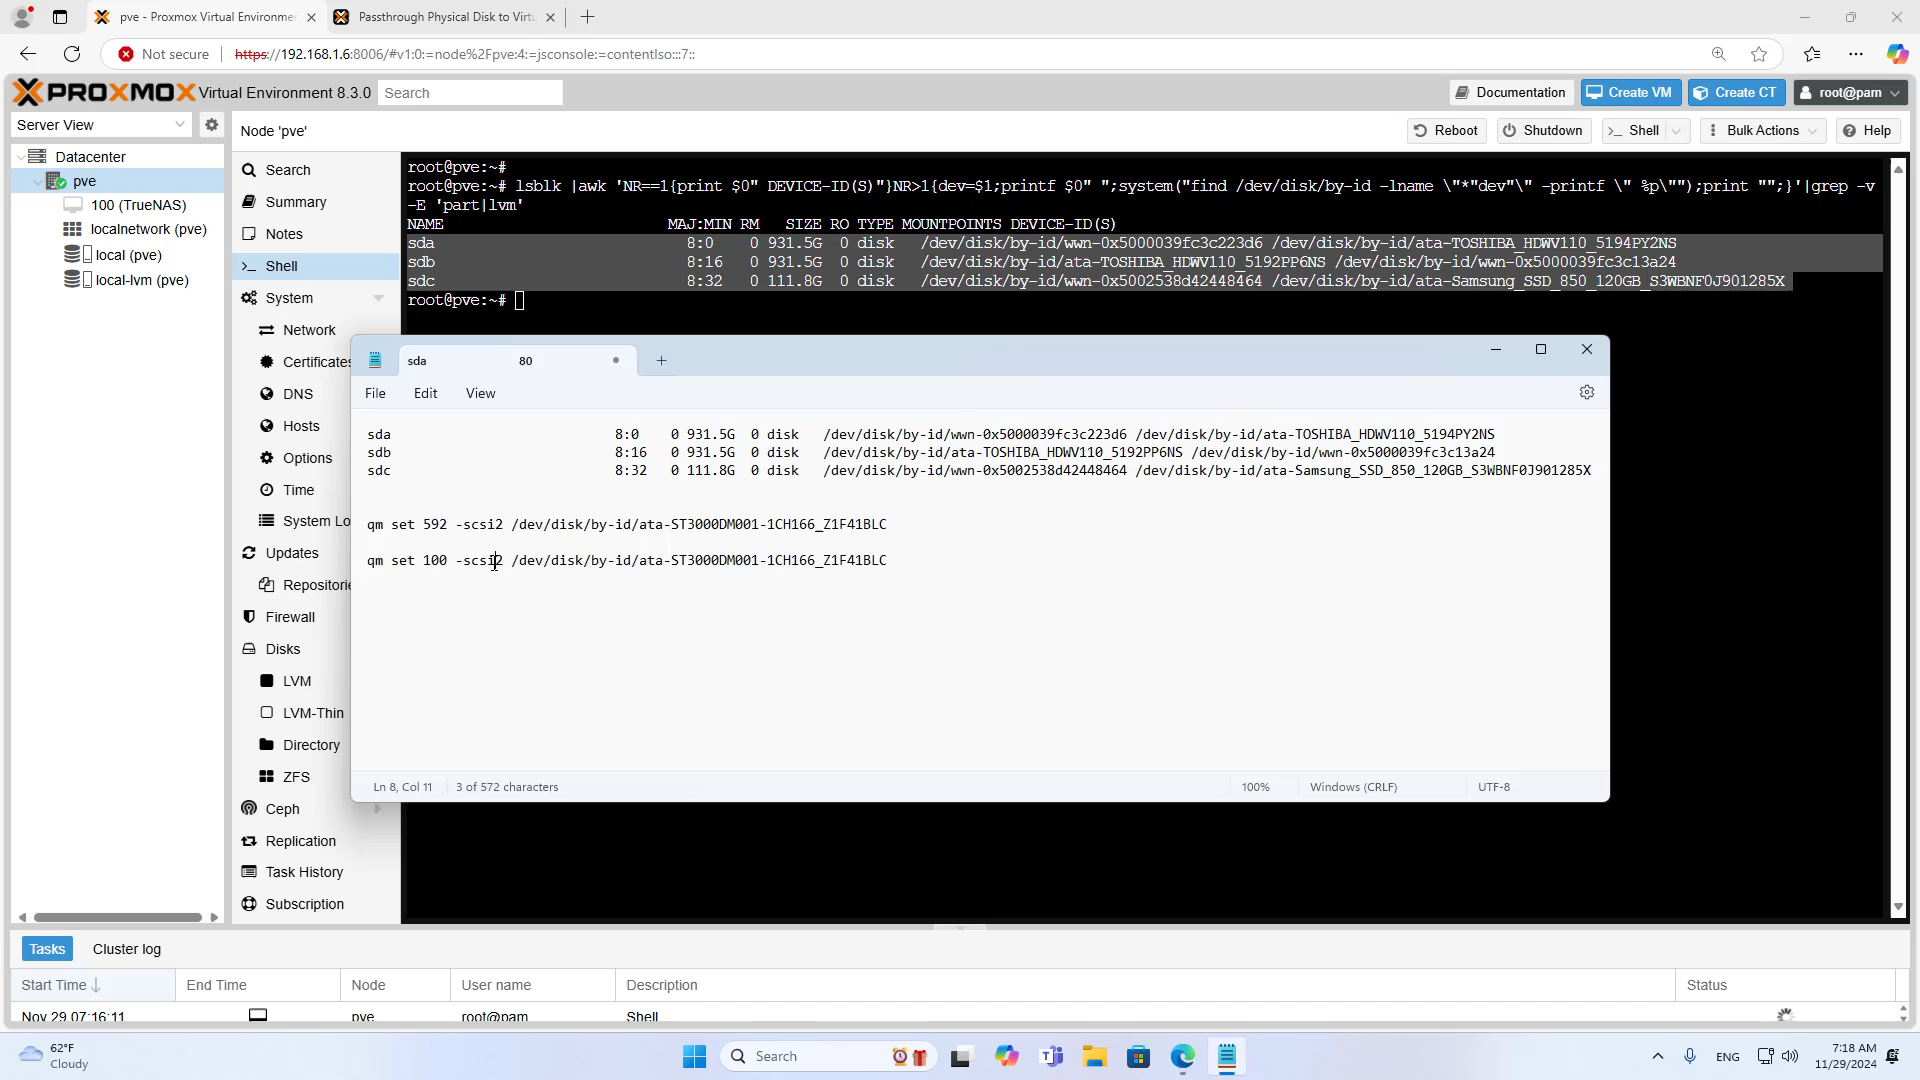 pve - Proxmox Virtual Environmen
Passthrough Physical Disk to Virtu
Not secure
https://192.168.1.6:8006/#v1:0:=node%2Fpve:4:=jsconsole:=contentIso:::7::
PROXMOX Virtual Environment 8.3.0
Search
Documentation
Create VM
Create CT
root@pam
Server View
Node 'pve'
Reboot
Shutdown
Shell
Bulk Actions
Help
Datacenter
pve
100 (TrueNAS)
localnetwork (pve)
local (pve)
local-lvm (pve)
Search
Summary
Notes
Shell
System
Network
Certificates
DNS
Hosts
Options
Time
System Lo
Updates
Repositorie
Firewall
Disks
LVM
LVM-Thin
Directory
ZFS
Ceph
Replication
Task History
Subscription
root@pve:~#
root@pve:~# lsblk |awk 'NR==1{print $0" DEVICE-ID(S)"}NR>1{dev=$1;printf $0" ";system("find /dev/disk/by-id -lname \"*"dev"\" -printf \" %p\"");print "";}'|grep -v
-E 'part|lvm'
NAME MAJ:MIN RM SIZE RO TYPE MOUNTPOINTS DEVICE-ID(S)
sda 8:0 0 931.5G 0 disk /dev/disk/by-id/wwn-0x5000039fc3c223d6 /dev/disk/by-id/ata-TOSHIBA_HDWV110_5194PY2NS
sdb 8:16 0 931.5G 0 disk /dev/disk/by-id/ata-TOSHIBA_HDWV110_5192PP6NS /dev/disk/by-id/wwn-0x5000039fc3c13a24
sdc 8:32 0 111.8G 0 disk /dev/disk/by-id/wwn-0x5002538d42448464 /dev/disk/by-id/ata-Samsung_SSD_850_120GB_S3WBNF0J901285X
root@pve:~#
sda 80
File Edit View
sda 8:0 0 931.5G 0 disk /dev/disk/by-id/wwn-0x5000039fc3c223d6 /dev/disk/by-id/ata-TOSHIBA_HDWV110_5194PY2NS
sdb 8:16 0 931.5G 0 disk /dev/disk/by-id/ata-TOSHIBA_HDWV110_5192PP6NS /dev/disk/by-id/wwn-0x5000039fc3c13a24
sdc 8:32 0 111.8G 0 disk /dev/disk/by-id/wwn-0x5002538d42448464 /dev/disk/by-id/ata-Samsung_SSD_850_120GB_S3WBNF0J901285X
qm set 592 -scsi2 /dev/disk/by-id/ata-ST3000DM001-1CH166_Z1F41BLC
qm set 100 -scsi2 /dev/disk/by-id/ata-ST3000DM001-1CH166_Z1F41BLC
Ln 8, Col 11 3 of 572 characters 100% Windows (CRLF) UTF-8
Tasks Cluster log
Start Time End Time Node User name Description Status
Nov 29 07:16:11 pve root@pam Shell
62°F
Cloudy
Search
ENG
7:18 AM
11/29/2024